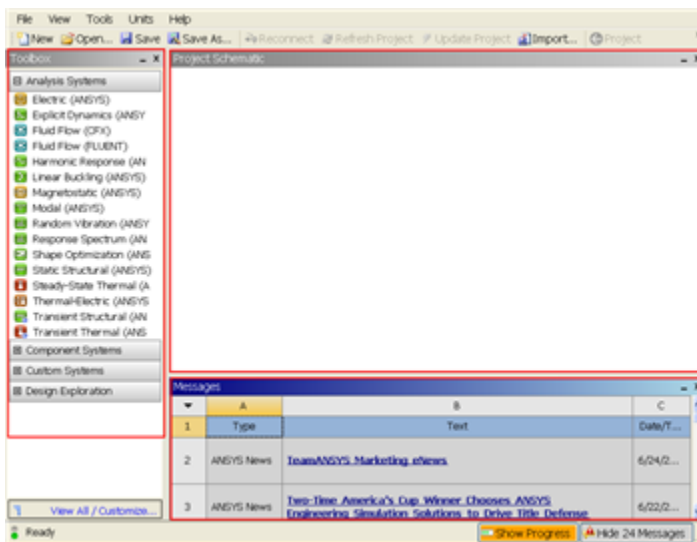 File View Tools Units Help
New Open... Save Save As... Reconnect Refresh Project Update Project Import... Project
Toolbox
Project Schematic
Analysis Systems
Electric (ANSYS)
Explicit Dynamics (ANSY
Fluid Flow (CFX)
Fluid Flow (FLUENT)
Harmonic Response (AN
Linear Buckling (ANSYS)
Magnetostatic (ANSYS)
Modal (ANSYS)
Random Vibration (ANSY
Response Spectrum (AN
Shape Optimization (ANS
Static Structural (ANSYS)
Steady-State Thermal (A
Thermal-Electric (ANSYS
Transient Structural (AN
Transient Thermal (ANS
Component Systems
Custom Systems
Design Exploration
View All / Customize...
Messages
A B C
1 Type Text Date/T...
2 ANSYS News TeamANSYS Marketing eNews 6/24/2...
3 ANSYS News Two-Time America's Cup Winner Chooses ANSYS 6/22/2...
Engineering Simulation Solutions to Drive Title Defense
Ready
Show Progress Hide 24 Messages